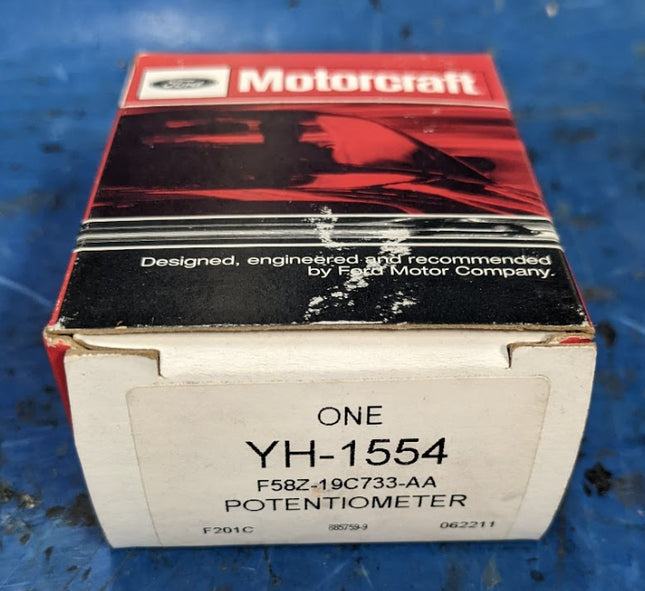 Ford
Motorcraft
Designed, engineered and recommended
by Ford Motor Company.
ONE
YH-1554
F58Z-19C733-AA
POTENTIOMETER
F201C 885759-9 062211